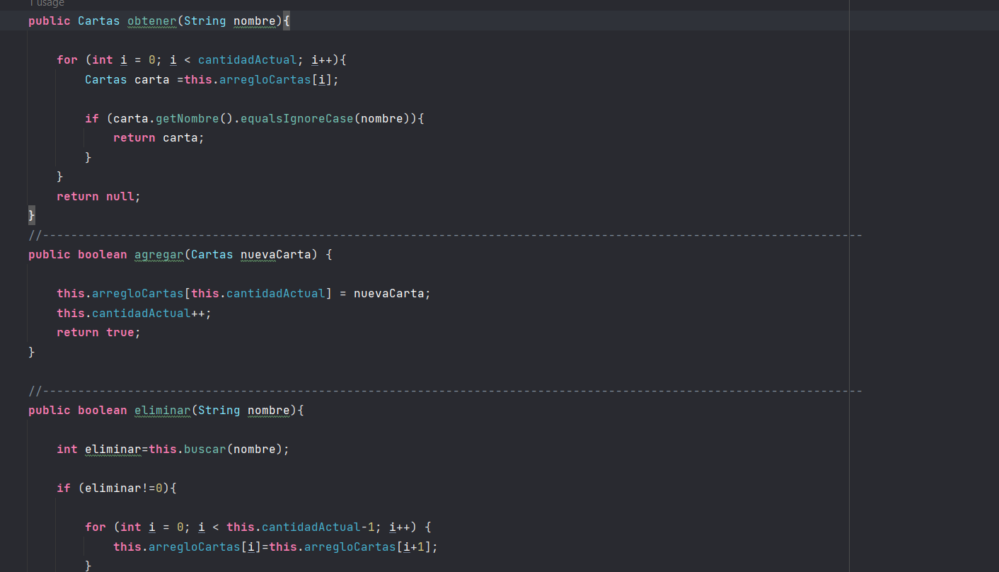 1 usage
public Cartas obtener(String nombre){
for (int i = 0; i < cantidadActual; i++){
Cartas carta =this.arregloCartas[i];
if (carta.getNombre().equalsIgnoreCase(nombre)){
return carta;
}
}
return null;
}
//--------------------------------------------------------------------------------------------------------------------
public boolean agregar(Cartas nuevaCarta) {
this.arregloCartas[this.cantidadActual] = nuevaCarta;
this.cantidadActual++;
return true;
}
//--------------------------------------------------------------------------------------------------------------------
public boolean eliminar(String nombre){
int eliminar=this.buscar(nombre);
if (eliminar!=0){
for (int i = 0; i < this.cantidadActual-1; i++) {
this.arregloCartas[i]=this.arregloCartas[i+1];
}